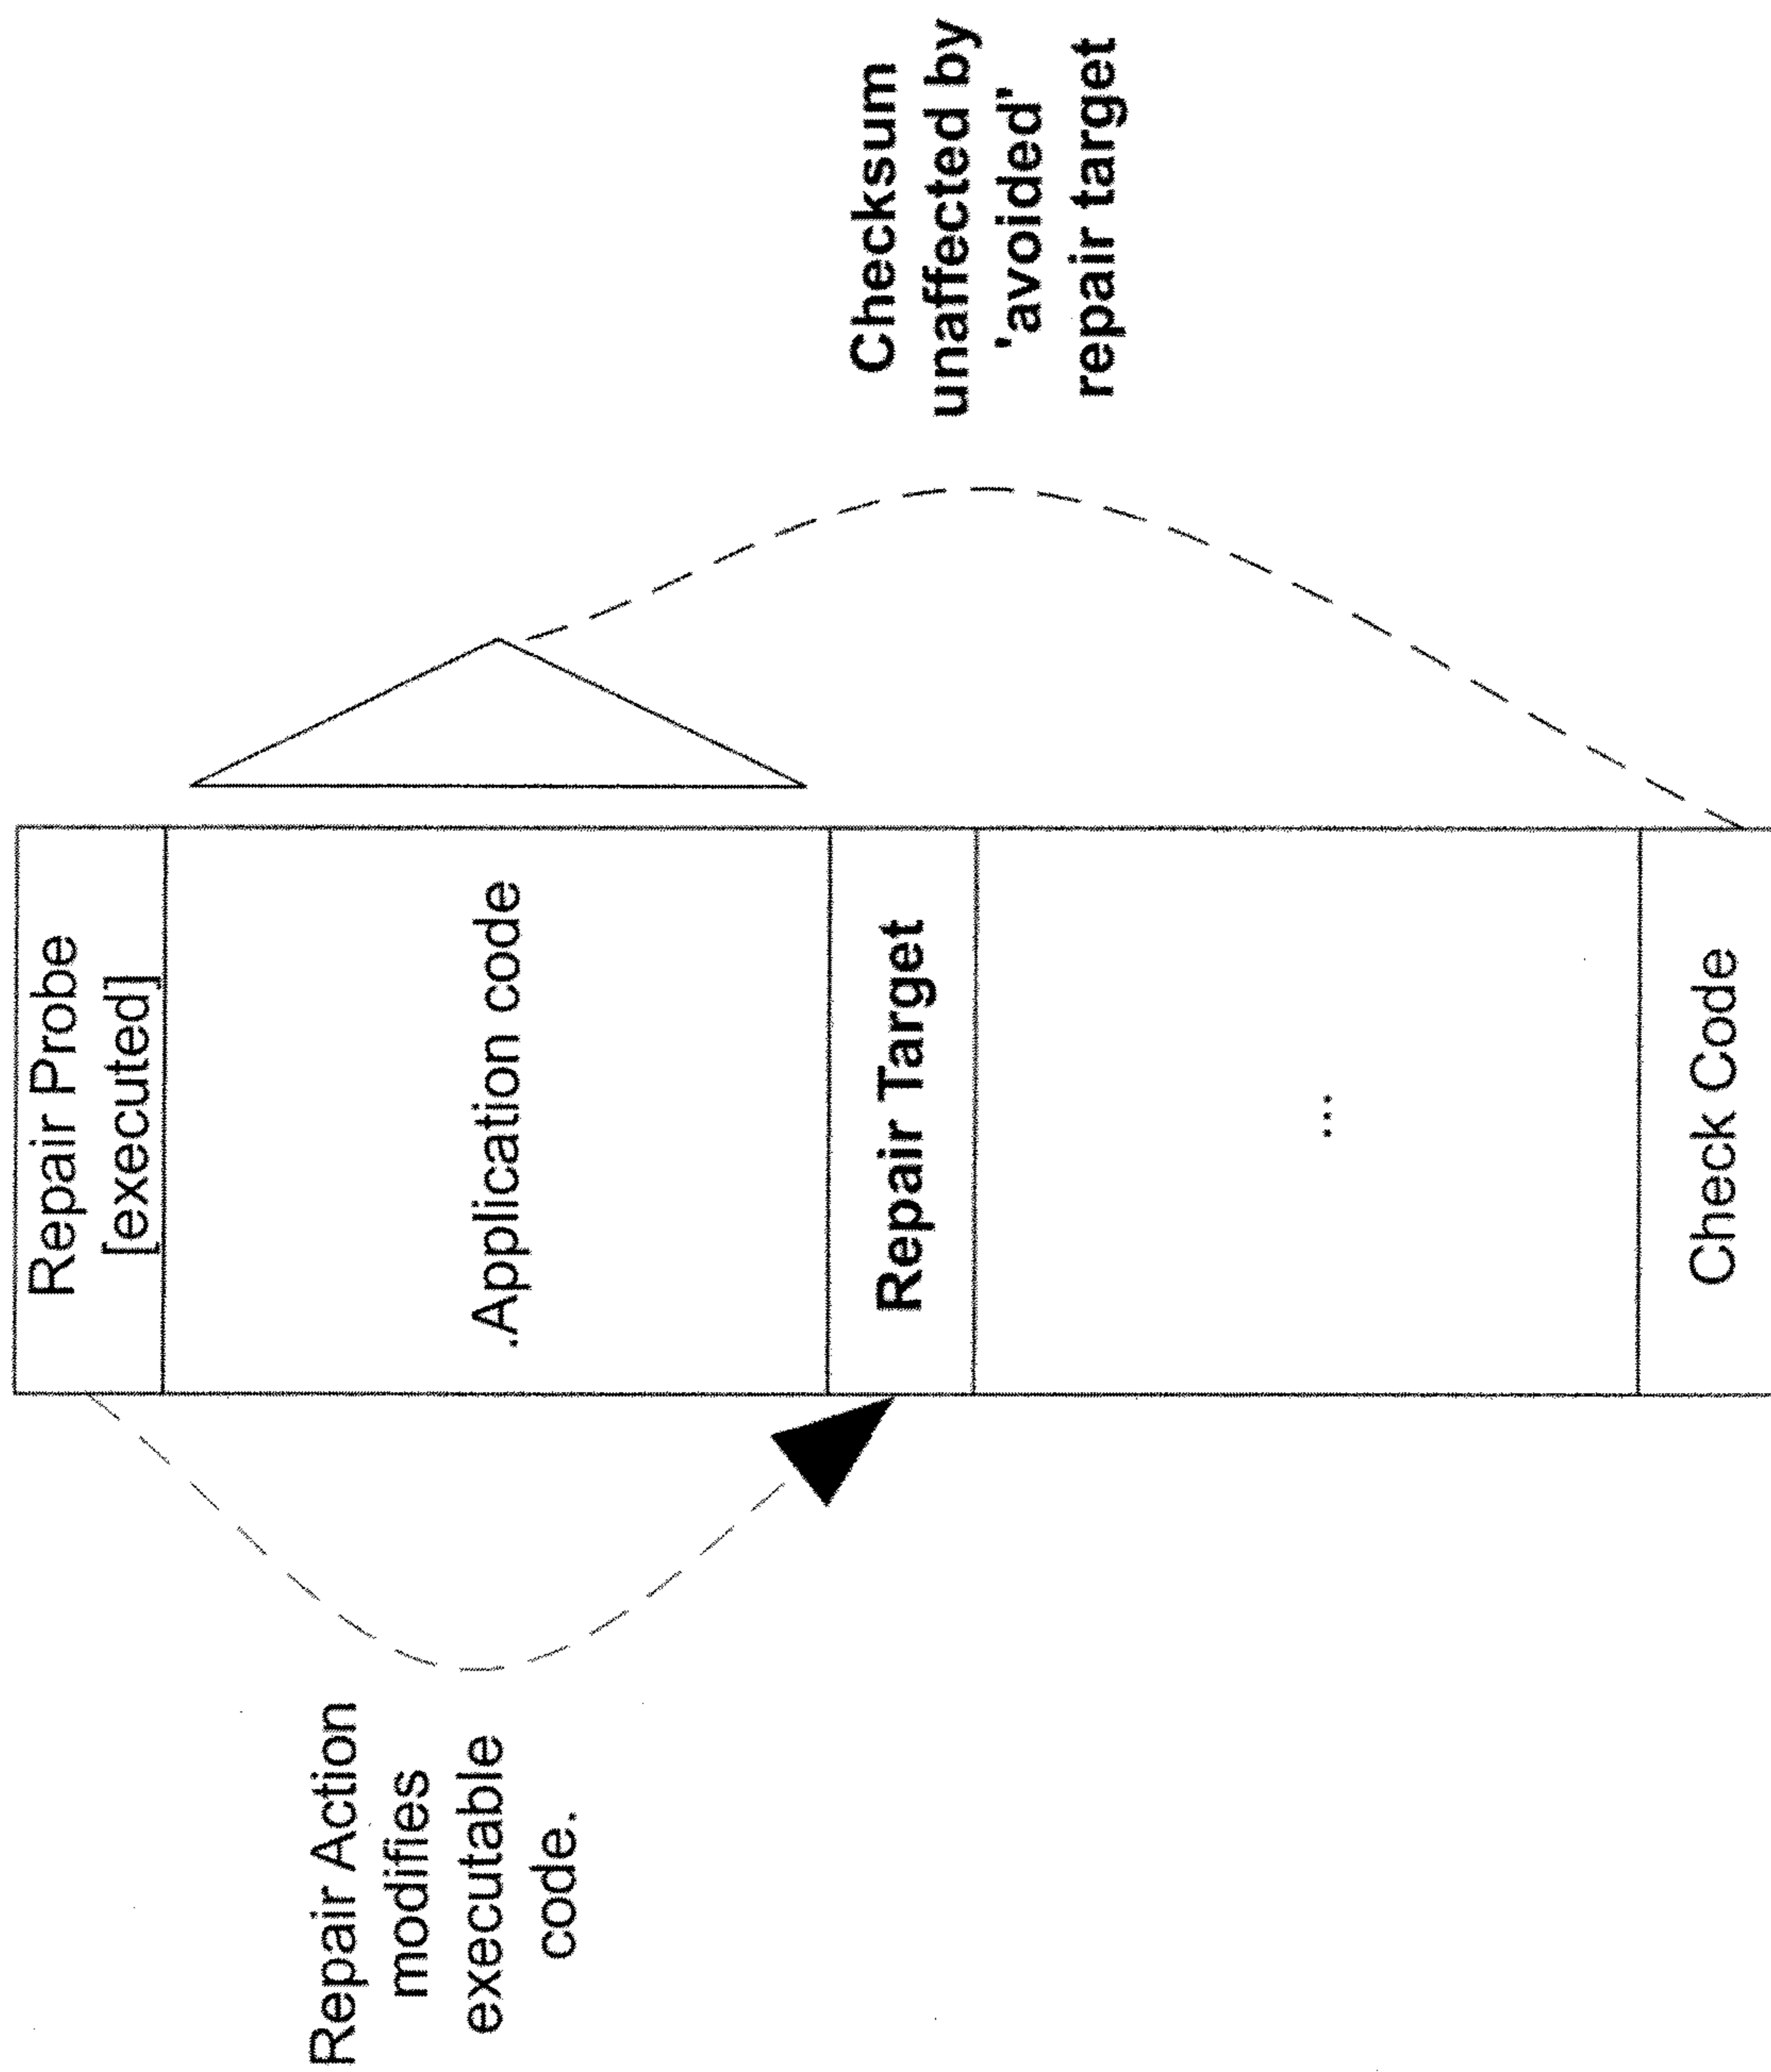 Repair Action
modifies
executable
code.
Repair Probe
[executed]
.Application code
Repair Target
...
Check Code
Checksum
unaffected by
'avoided'
repair target